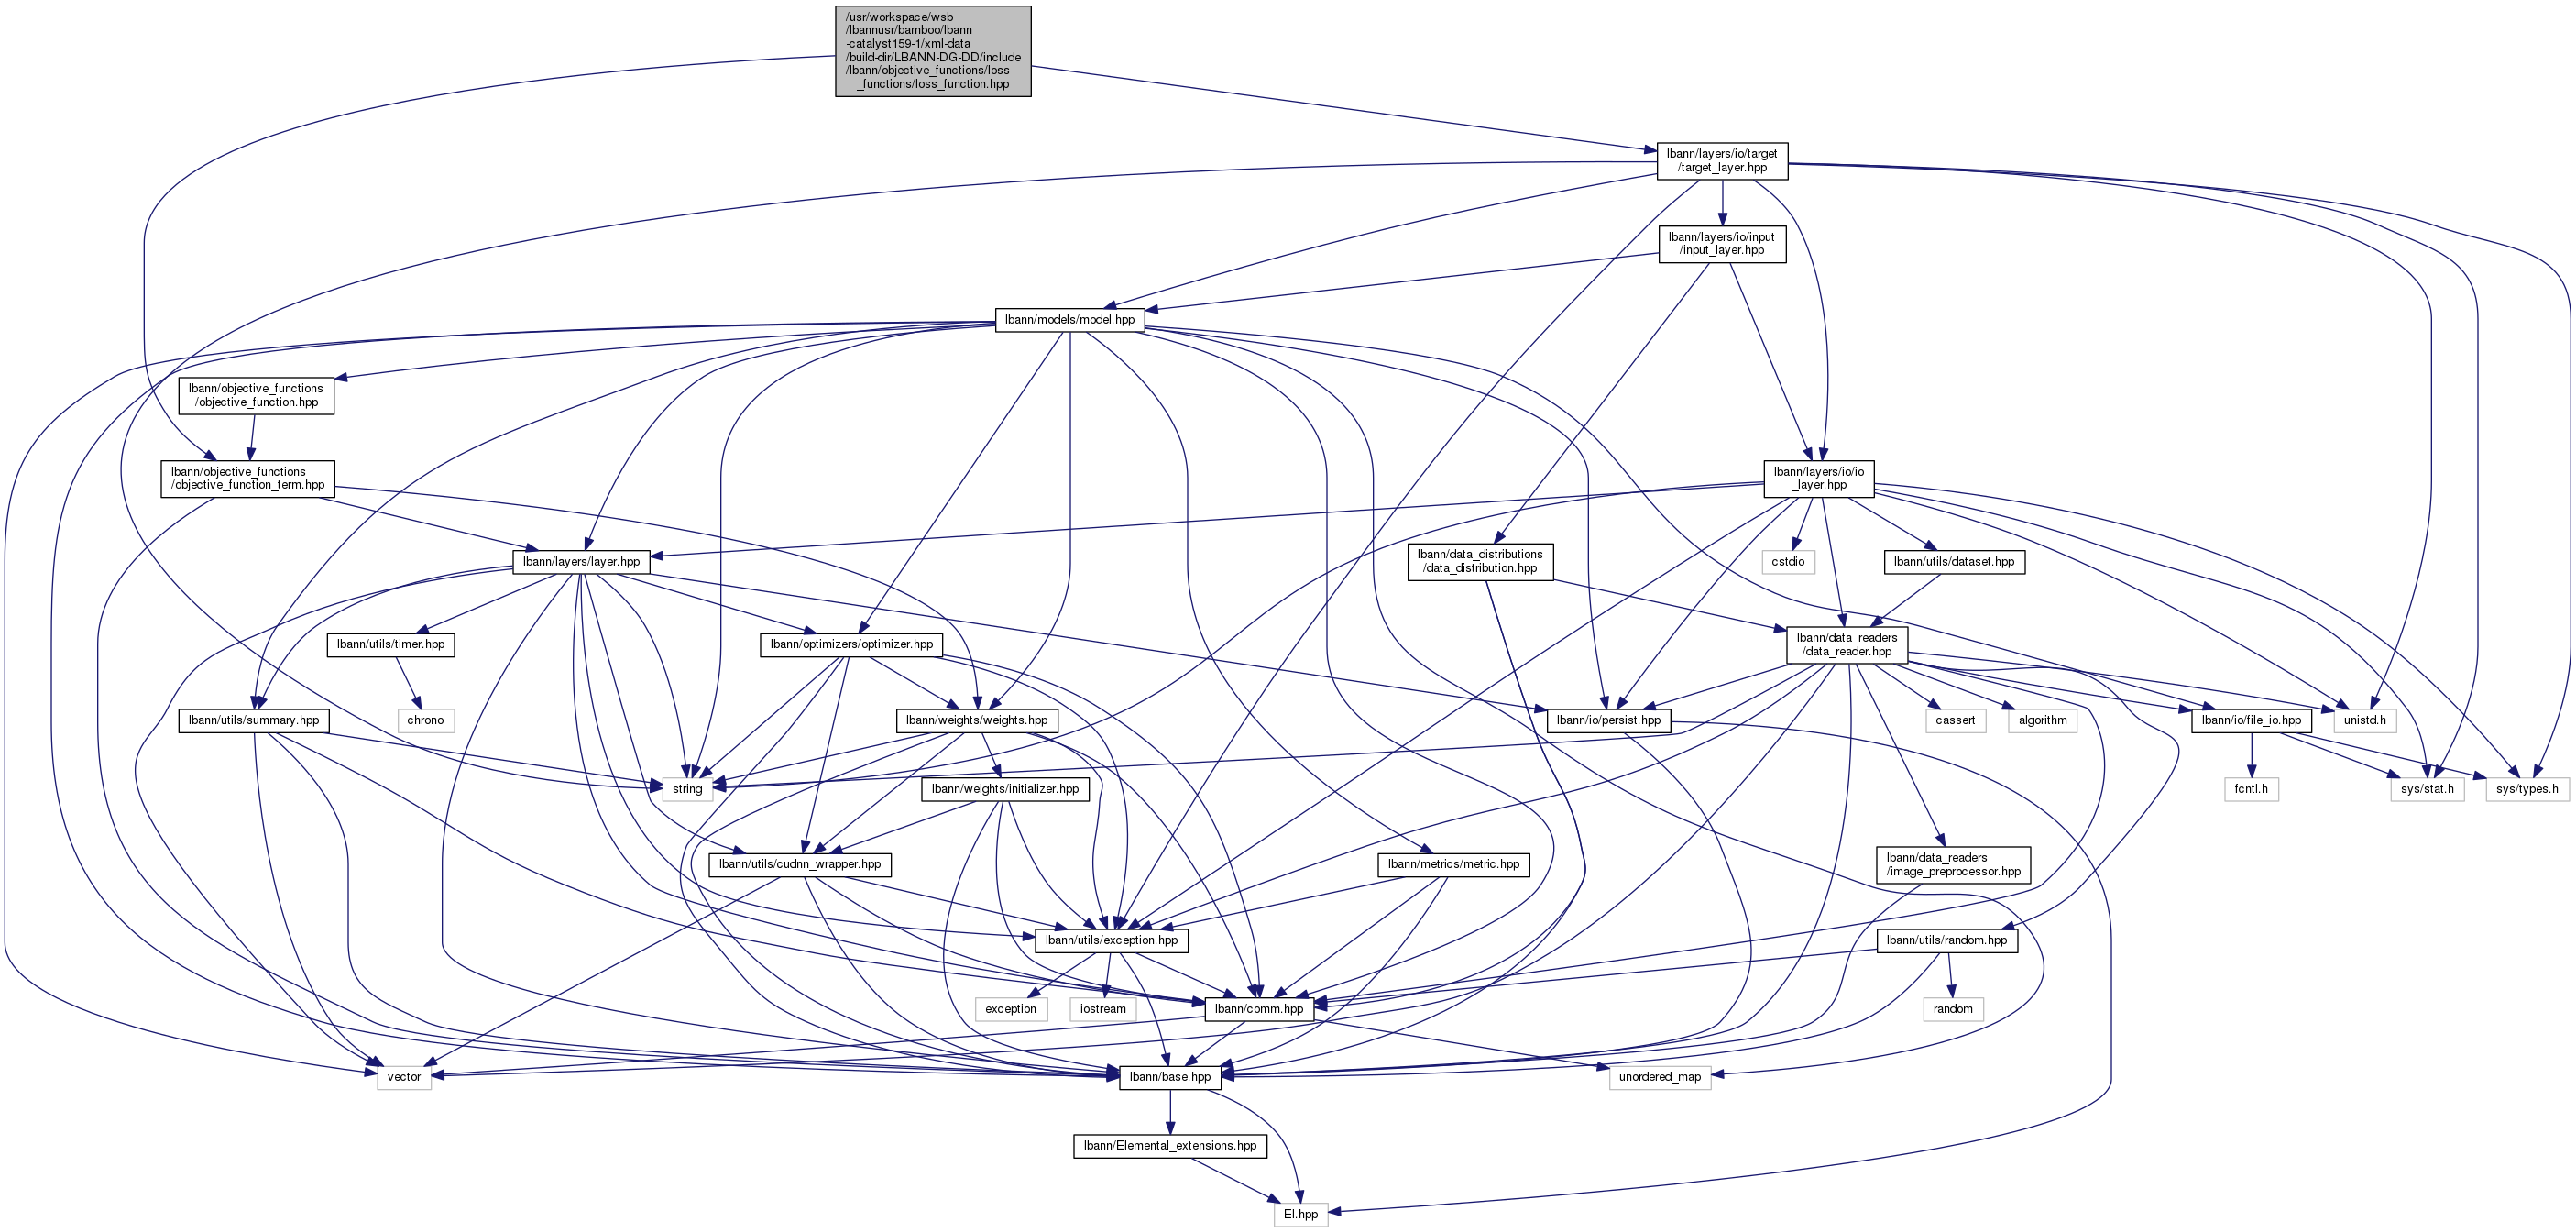 /usr/workspace/wsb
/lbannusr/bamboo/lbann
-catalyst159-1/xml-data
/build-dir/LBANN-DG-DD/include
/lbann/objective_functions/loss
_functions/loss_function.hpp
lbann/layers/io/target
/target_layer.hpp
lbann/layers/io/input
/input_layer.hpp
lbann/models/model.hpp
lbann/objective_functions
/objective_function.hpp
lbann/objective_functions
/objective_function_term.hpp
lbann/layers/io/io
_layer.hpp
lbann/layers/layer.hpp
lbann/data_distributions
/data_distribution.hpp
cstdio
lbann/utils/dataset.hpp
lbann/utils/timer.hpp
lbann/optimizers/optimizer.hpp
lbann/data_readers
/data_reader.hpp
lbann/utils/summary.hpp
chrono
lbann/weights/weights.hpp
lbann/io/persist.hpp
cassert
algorithm
lbann/io/file_io.hpp
unistd.h
string
lbann/weights/initializer.hpp
fcntl.h
sys/stat.h
sys/types.h
lbann/utils/cudnn_wrapper.hpp
lbann/metrics/metric.hpp
lbann/data_readers
/image_preprocessor.hpp
lbann/utils/exception.hpp
lbann/utils/random.hpp
exception
iostream
lbann/comm.hpp
random
vector
lbann/base.hpp
unordered_map
lbann/Elemental_extensions.hpp
El.hpp